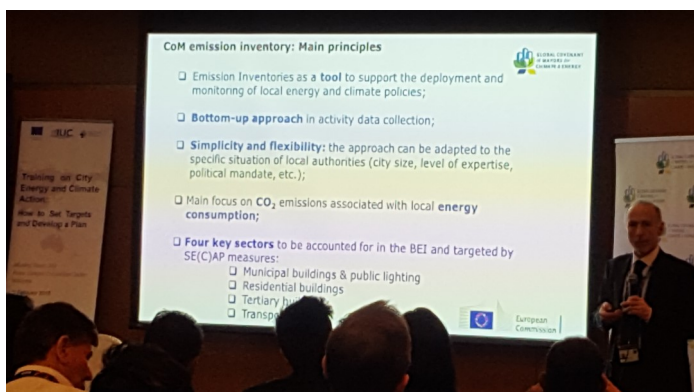 CoM emission inventory: Main principles
GLOBAL COVENANT
of MAYORS for
CLIMATE & ENERGY
Emission Inventories as a tool to support the deployment and
monitoring of local energy and climate policies;
Bottom-up approach in activity data collection;
Simplicity and flexibility: the approach can be adapted to the
specific situation of local authorities (city size, level of expertise,
political mandate, etc.);
Main focus on CO₂ emissions associated with local energy
consumption;
Four key sectors to be accounted for in the BEI and targeted by
SE(C)AP measures:
Municipal buildings & public lighting
Residential buildings
Tertiary
European
Commission
IUC
Training on City
Energy and Climate
Action:
How to Set Targets
and Develop a Plan